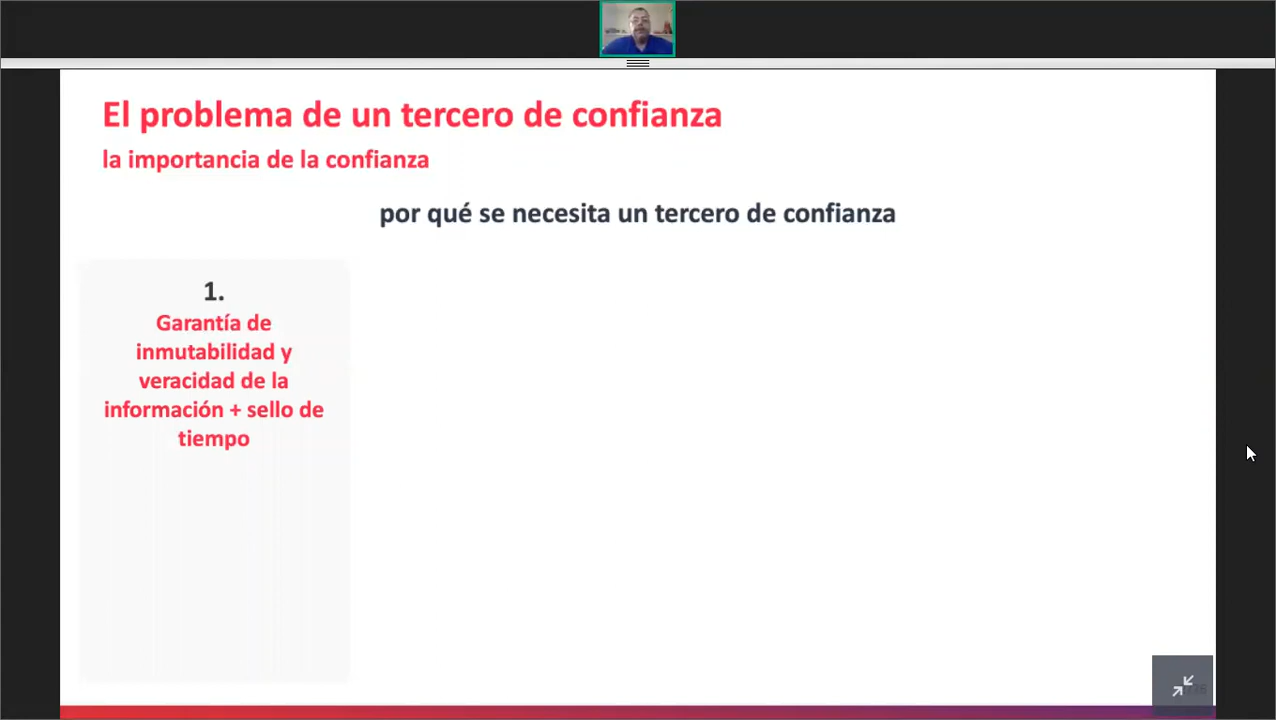 El problema de un tercero de confianza
la importancia de la confianza
por qué se necesita un tercero de confianza
1.
Garantía de
inmutabilidad y
veracidad de la
información + sello de
tiempo